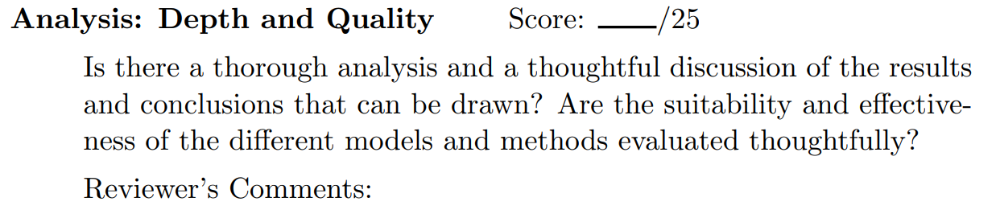 Analysis: Depth and Quality Score: ____/25
Is there a thorough analysis and a thoughtful discussion of the results
and conclusions that can be drawn? Are the suitability and effective-
ness of the different models and methods evaluated thoughtfully?
Reviewer's Comments: